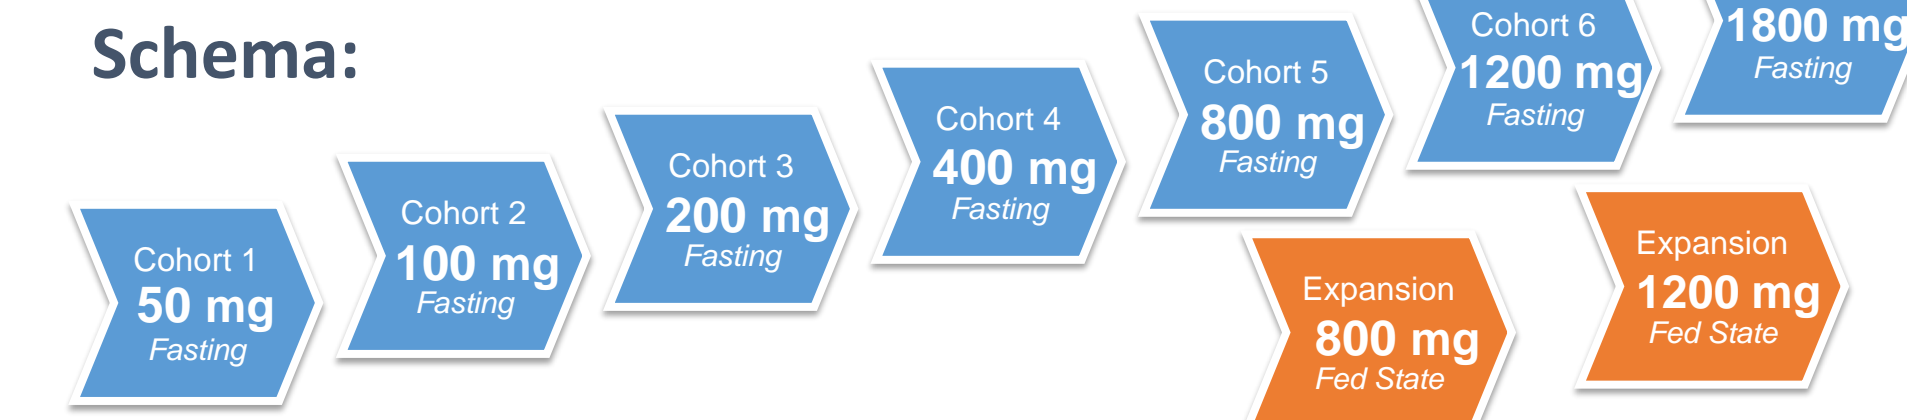 Schema:
Cohort 1
50 mg
Fasting
Cohort 2
100 mg
Fasting
Cohort 3
200 mg
Fasting
Cohort 4
400 mg
Fasting
Cohort 5
800 mg
Fasting
Cohort 6
1200 mg
Fasting
1800 mg
Fasting
Expansion
800 mg
Fed State
Expansion
1200 mg
Fed State